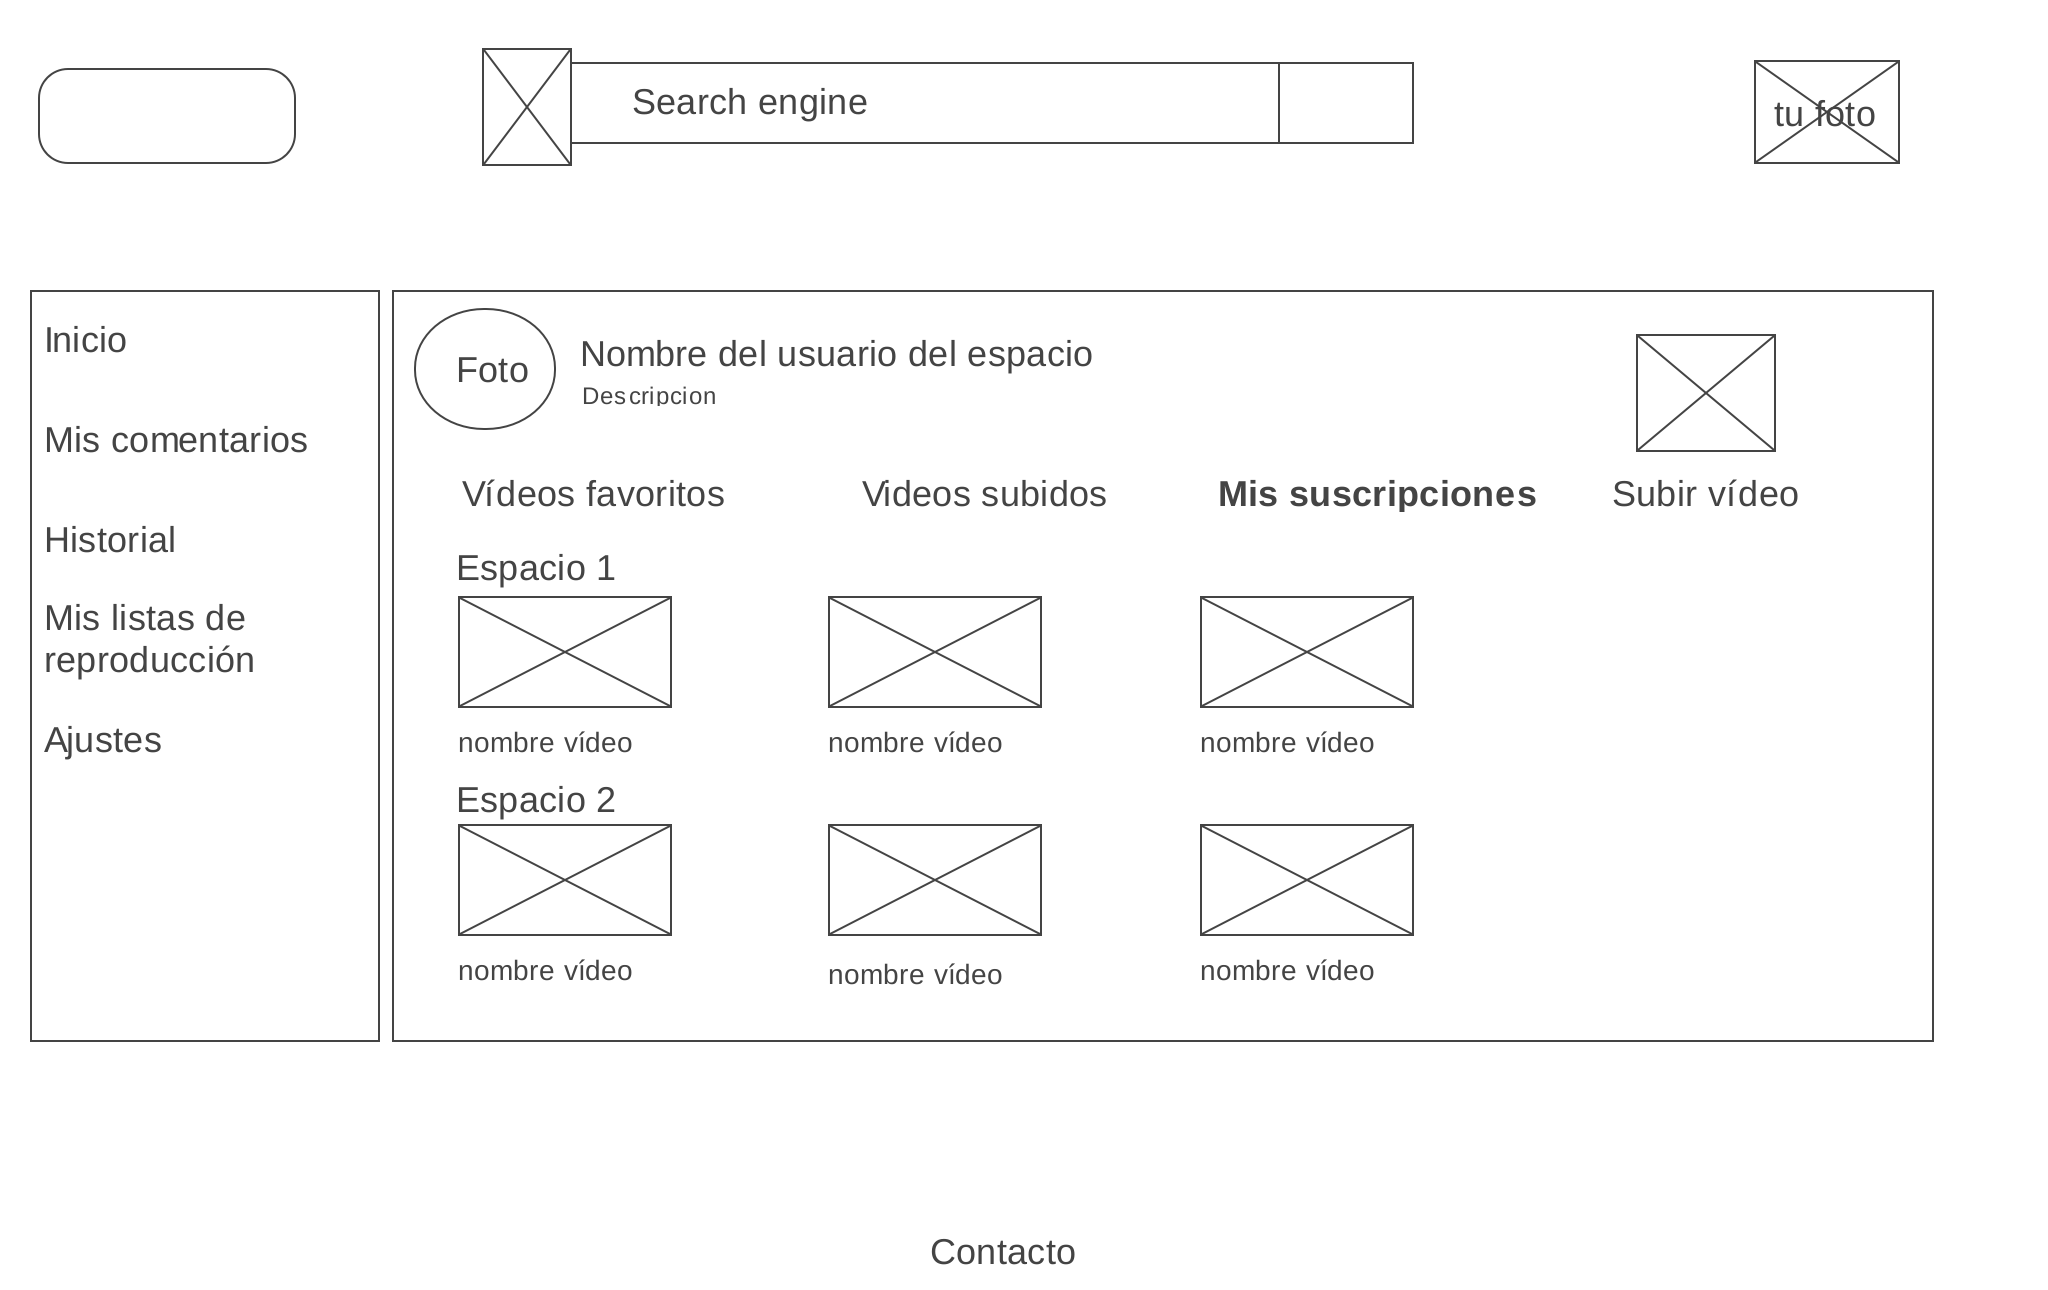 Search engine
tu foto
Inicio
Mis comentarios
Historial
Mis listas de
reproducción
Ajustes
Foto
Nombre del usuario del espacio
Descripcion
Vídeos favoritos
Videos subidos
Mis suscripciones
Subir vídeo
Espacio 1
nombre vídeo
nombre vídeo
nombre vídeo
Espacio 2
nombre vídeo
nombre vídeo
nombre vídeo
Contacto